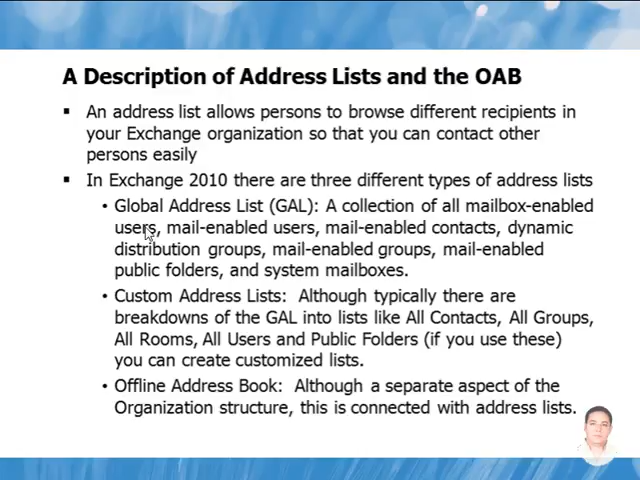 A Description of Address Lists and the OAB
▪ An address list allows persons to browse different recipients in
your Exchange organization so that you can contact other
persons easily
▪ In Exchange 2010 there are three different types of address lists
• Global Address List (GAL): A collection of all mailbox-enabled
users, mail-enabled users, mail-enabled contacts, dynamic
distribution groups, mail-enabled groups, mail-enabled
public folders, and system mailboxes.
• Custom Address Lists: Although typically there are
breakdowns of the GAL into lists like All Contacts, All Groups,
All Rooms, All Users and Public Folders (if you use these)
you can create customized lists.
• Offline Address Book: Although a separate aspect of the
Organization structure, this is connected with address lists.